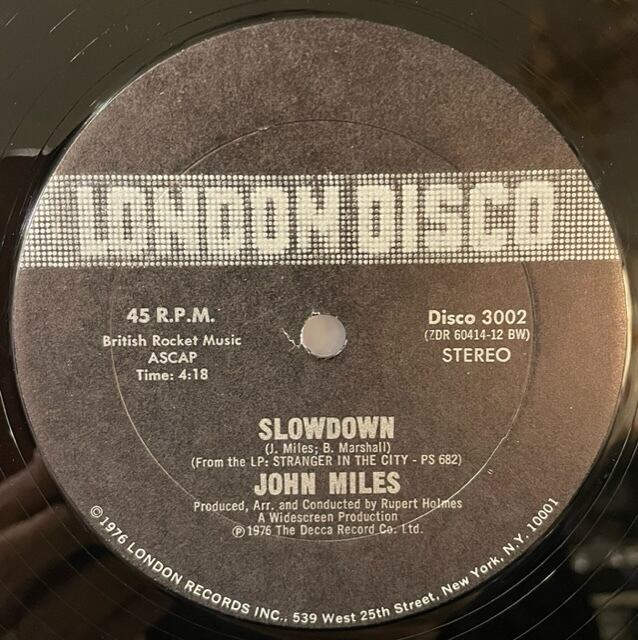 LONDON DISCO
45 R.P.M.
British Rocket Music
ASCAP
Time: 4:18
Disco 3002
(ZDR 60414-12 BW)
STEREO
SLOWDOWN
(J. Miles; B. Marshall)
(From the LP: STRANGER IN THE CITY - PS 682)
JOHN MILES
Produced, Arr. and Conducted by Rupert Holmes
A Widescreen Production
℗1976 The Decca Record Co. Ltd.
©1976 LONDON RECORDS INC., 539 West 25th Street, New York, N.Y. 10001